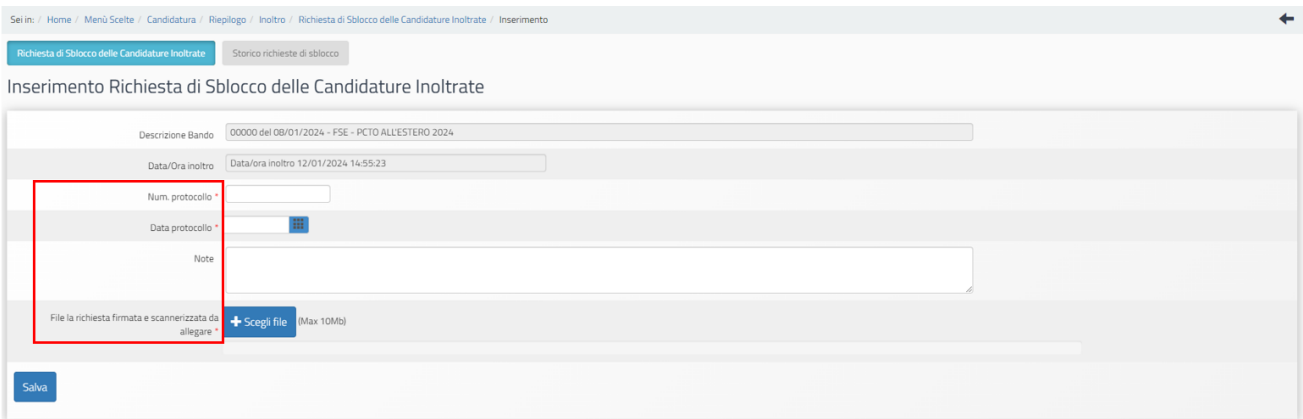 Sei in: / Home / Menù Scelte / Candidatura / Riepilogo / Inoltro / Richiesta di Sblocco delle Candidature Inoltrate / Inserimento
Richiesta di Sblocco delle Candidature Inoltrate Storico richieste di sblocco
Inserimento Richiesta di Sblocco delle Candidature Inoltrate
Descrizione Bando 00000 del 08/01/2024 - FSE - PCTO ALL'ESTERO 2024
Data/Ora inoltro Data/ora inoltro 12/01/2024 14:55:23
Num. protocollo *
Data protocollo *
Note
File la richiesta firmata e scannerizzata da
allegare * + Scegli file (Max 10Mb)
Salva